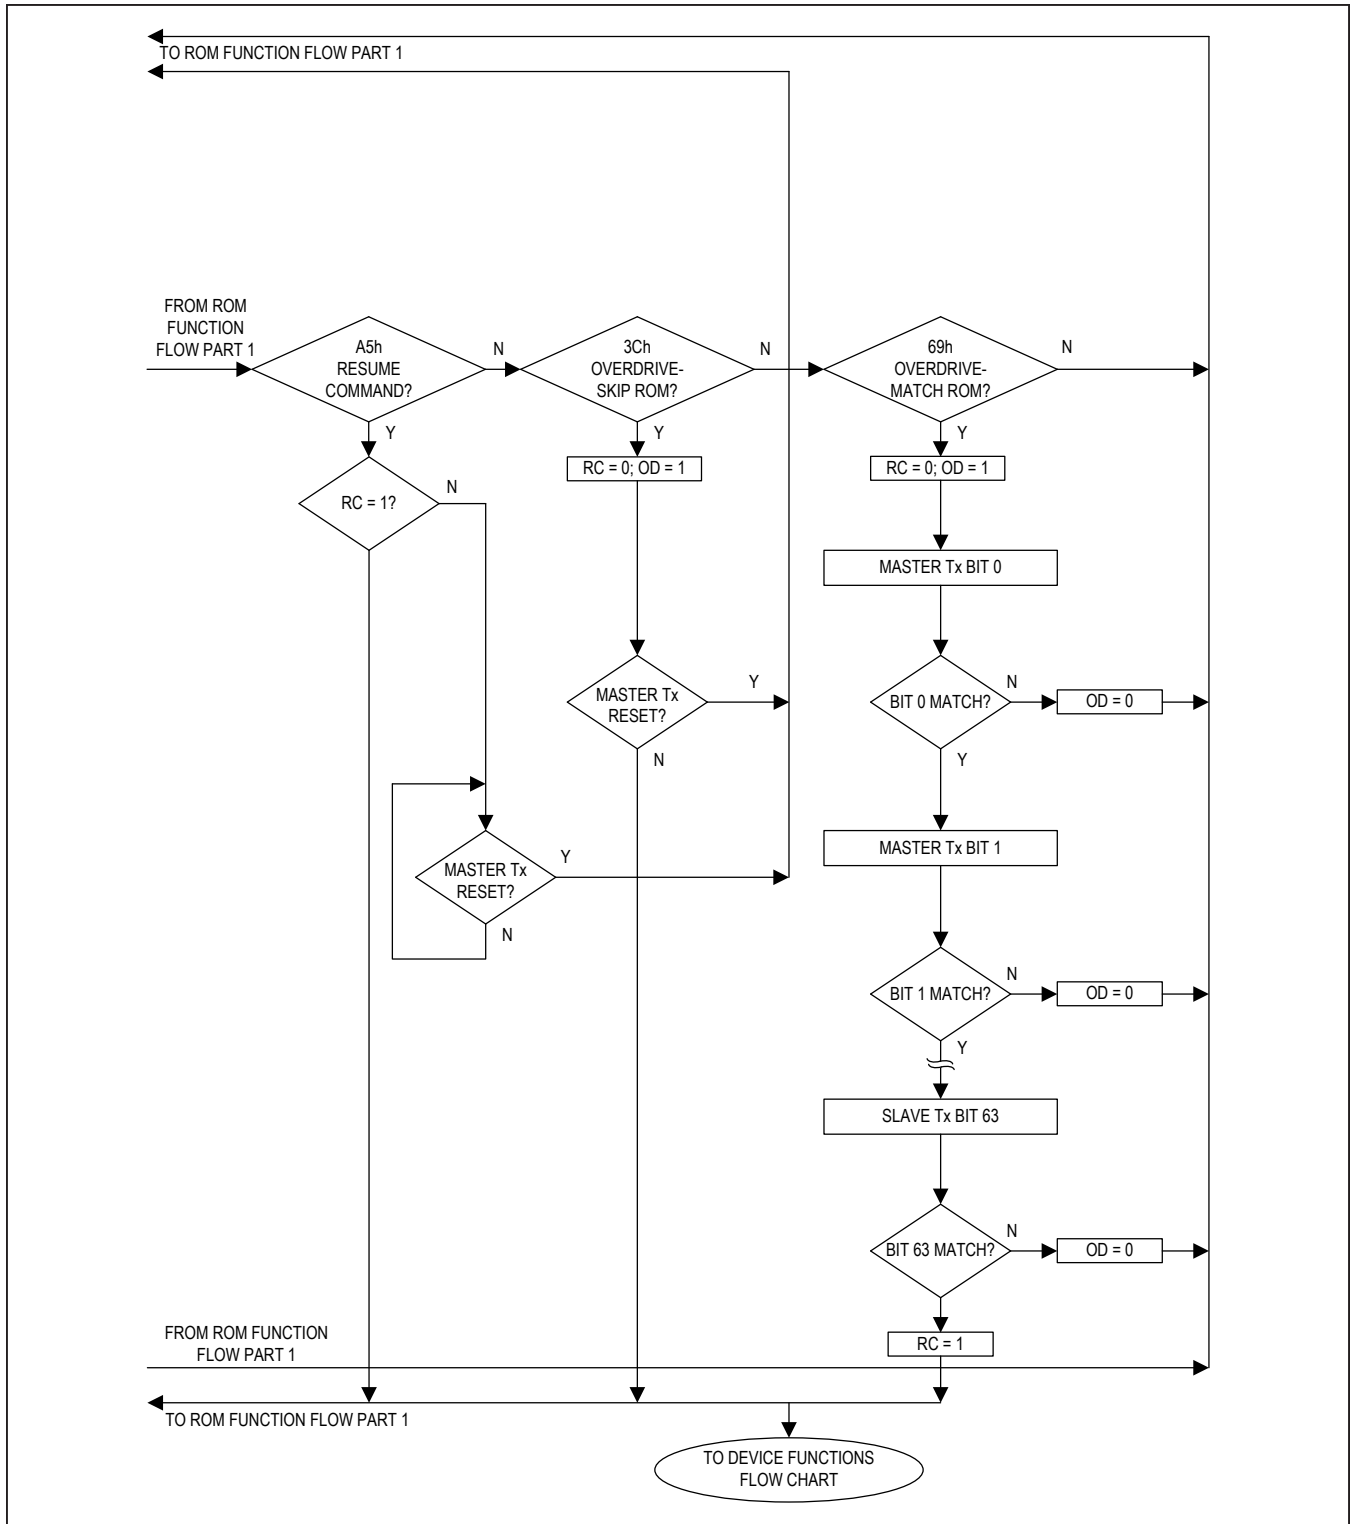 TO ROM FUNCTION FLOW PART 1
FROM ROM
FUNCTION
FLOW PART 1
A5h
RESUME
COMMAND?
N
Y
3Ch
OVERDRIVE-
SKIP ROM?
N
Y
69h
OVERDRIVE-
MATCH ROM?
N
Y
RC = 1?
N
RC = 0; OD = 1
RC = 0; OD = 1
MASTER Tx BIT 0
MASTER Tx
RESET?
Y
N
BIT 0 MATCH?
N
OD = 0
Y
MASTER Tx BIT 1
MASTER Tx
RESET?
Y
N
BIT 1 MATCH?
N
OD = 0
Y
SLAVE Tx BIT 63
BIT 63 MATCH?
N
OD = 0
RC = 1
FROM ROM FUNCTION
FLOW PART 1
TO ROM FUNCTION FLOW PART 1
TO DEVICE FUNCTIONS
FLOW CHART